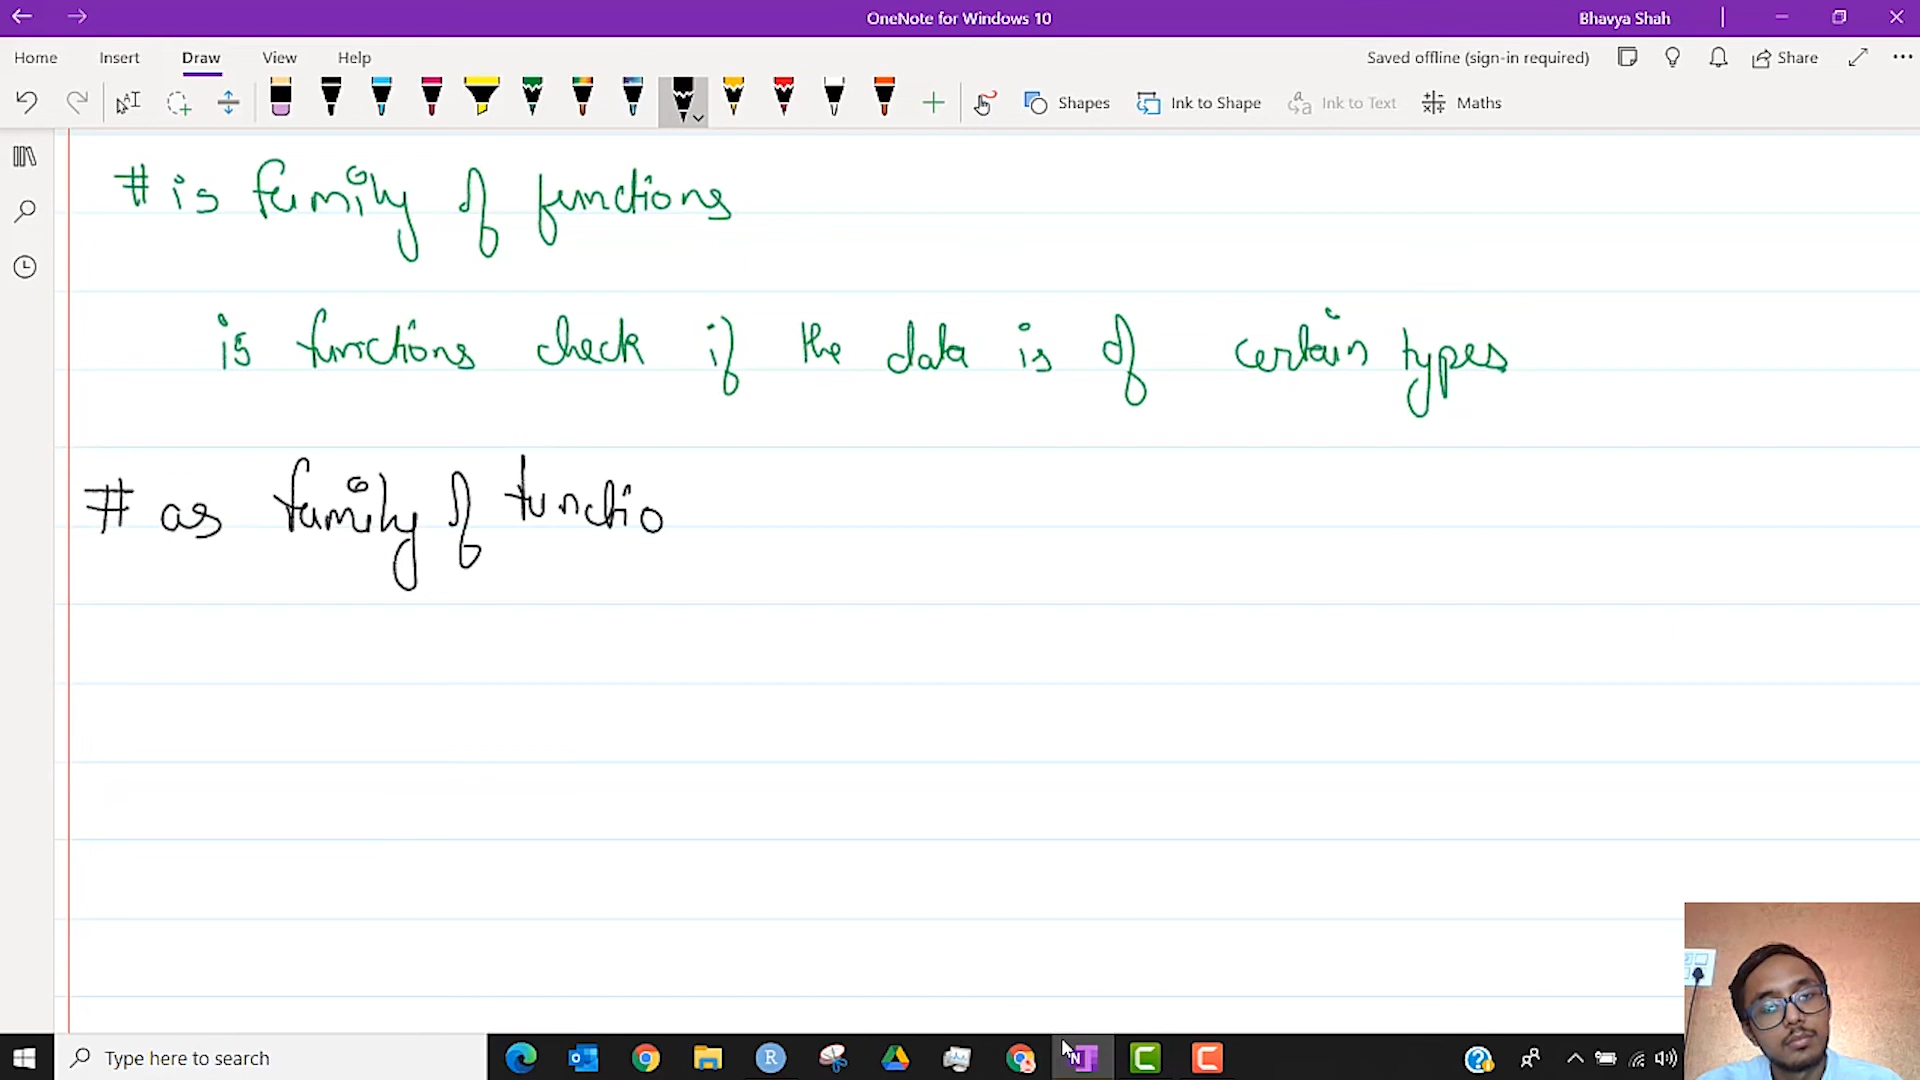 OneNote for Windows 10
Bhavya Shah
Home Insert Draw View Help
Saved offline (sign-in required) Share
Shapes Ink to Shape Ink to Text Maths
# is family of functions
is functions check if the data is of certain types
# as family of functio
Type here to search